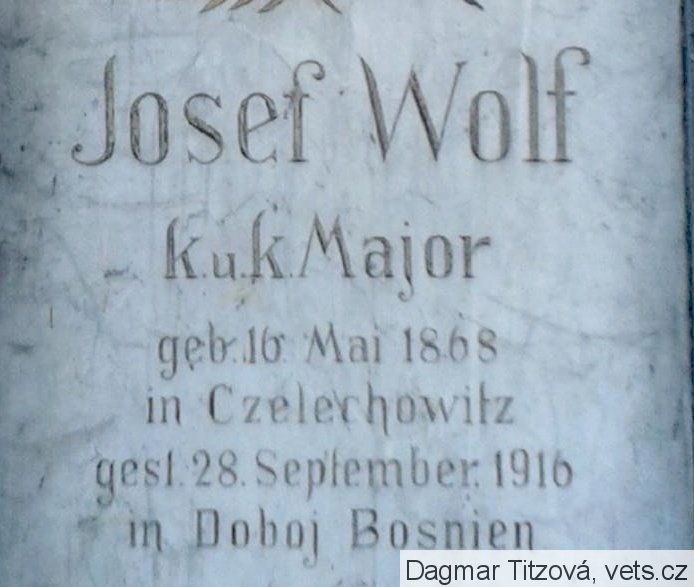 Josef Wolf
k.u.k. Major
geb. 16 Mai 1868
in Czelechowitz
gest. 28. September. 1916
in Doboj Bosnien
Dagmar Titzová, vets.cz